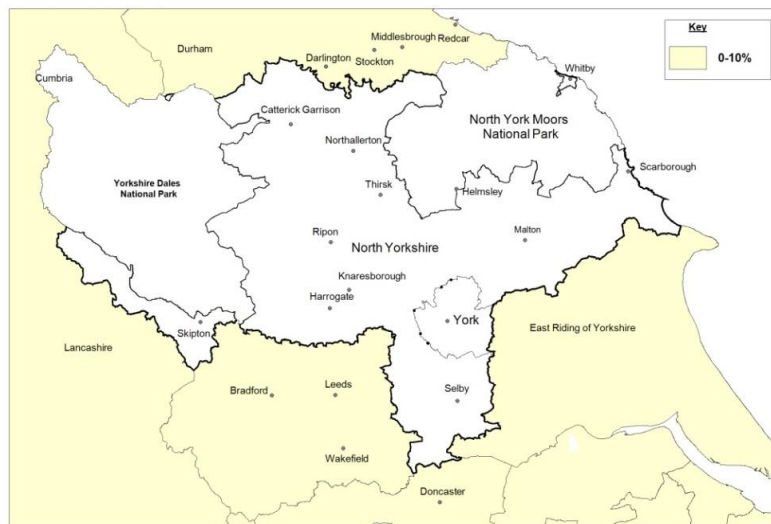 Key
0-10%
Durham
Middlesbrough
Redcar
Darlington
Stockton
Cumbria
Whitby
Catterick Garrison
North York Moors
National Park
Northallerton
Scarborough
Yorkshire Dales
National Park
Thirsk
Helmsley
Ripon
North Yorkshire
Malton
Knaresborough
Harrogate
York
Skipton
East Riding of Yorkshire
Lancashire
Bradford
Leeds
Selby
Wakefield
Doncaster